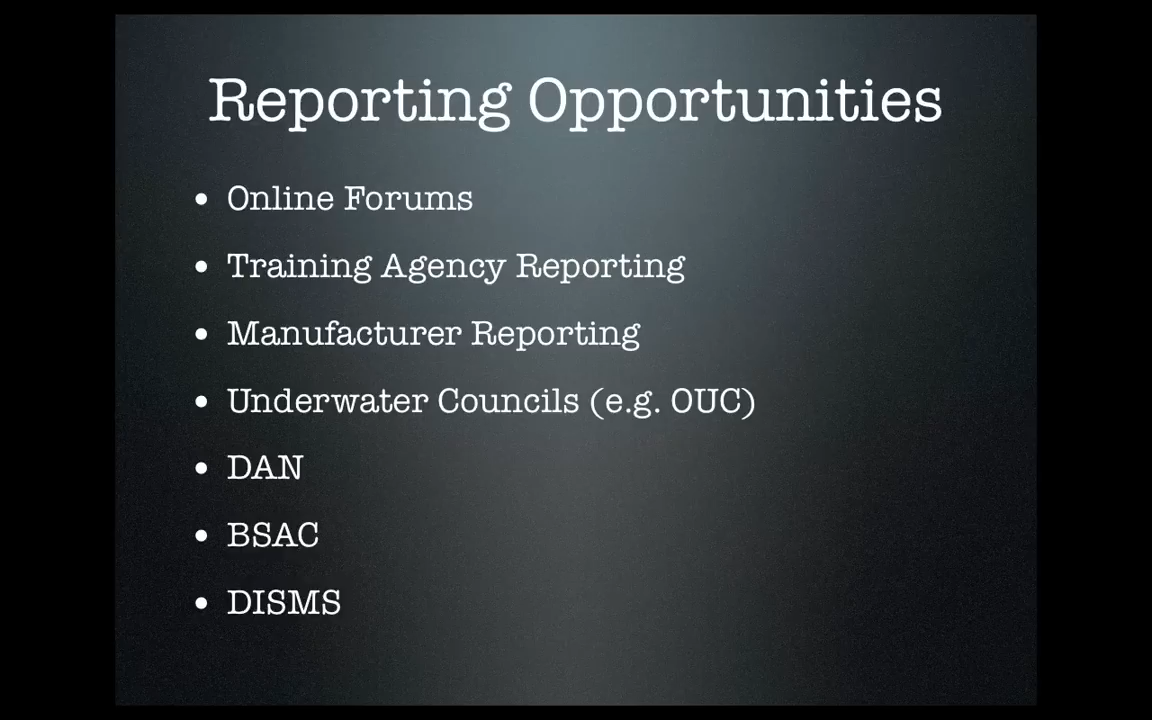 Reporting Opportunities
• Online Forums
• Training Agency Reporting
• Manufacturer Reporting
• Underwater Councils (e.g. OUC)
• DAN
• BSAC
• DISMS